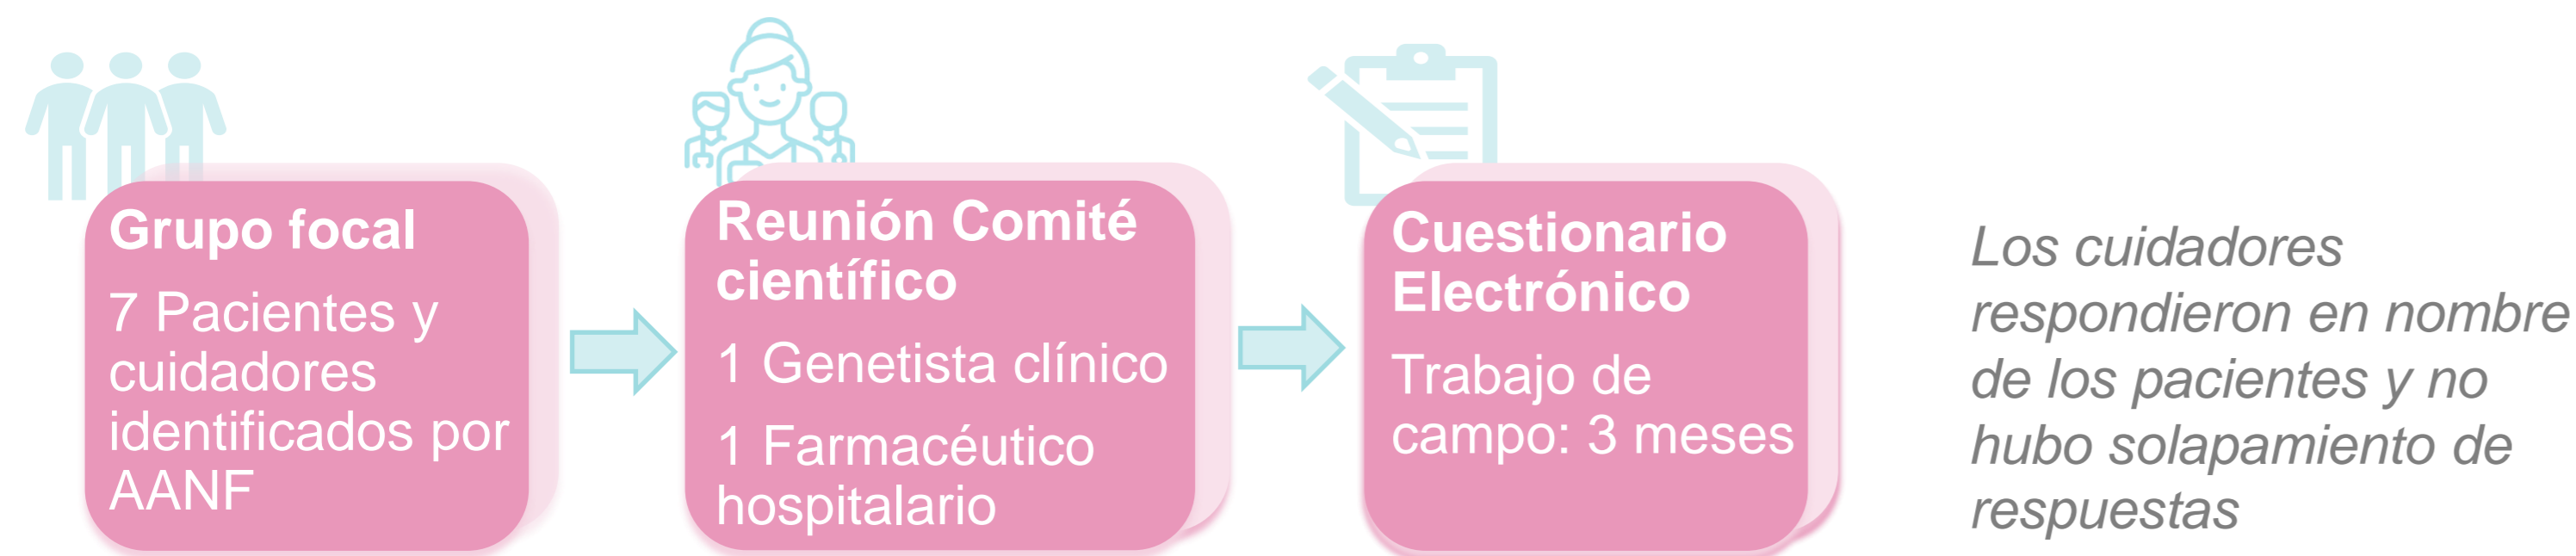 Grupo focal
7 Pacientes y
cuidadores
identificados por
AANF
Reunión Comité
científico
1 Genetista clínico
1 Farmacéutico
hospitalario
Cuestionario
Electrónico
Trabajo de
campo: 3 meses
Los cuidadores
respondieron en nombre
de los pacientes y no
hubo solapamiento de
respuestas